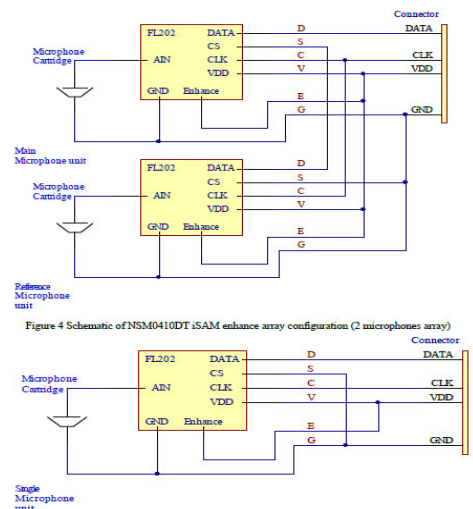 Connector
FL202 DATA D DATA
CS S
Microphone
Cartridge
AIN CLK C CLK
VDD V VDD
GND Enhance E
G GND
Main
Microphone unit
FL202 DATA D
CS S
Microphone
Cartridge
AIN CLK C
VDD V
GND Enhance E
G
Reference
Microphone
unit
Figure 4 Schematic of NSM0410DT iSAM enhance array configuration (2 microphones array)
Connector
FL202 DATA D DATA
CS S
Microphone
Cartridge
AIN CLK C CLK
VDD V VDD
GND Enhance E
G GND
Single
Microphone
unit